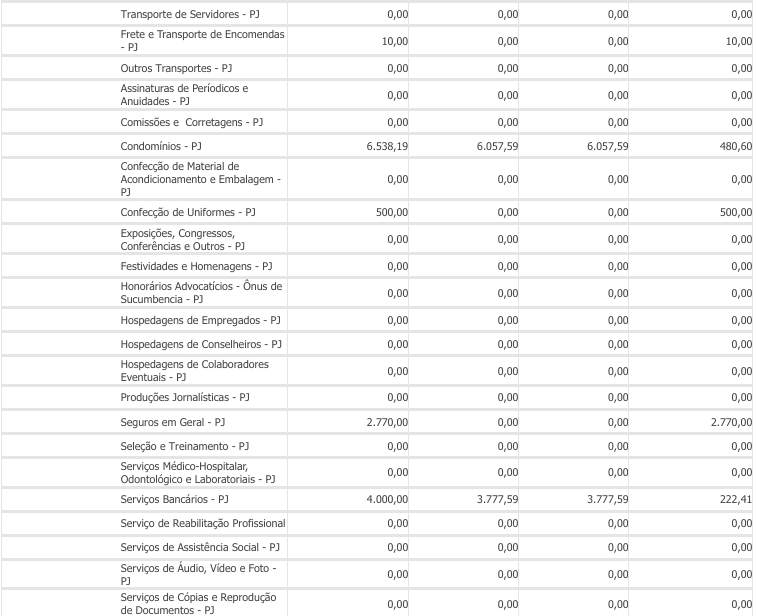 Transporte de Servidores - PJ 0,00 0,00 0,00 0,00
Frete e Transporte de Encomendas
- PJ 10,00 0,00 0,00 10,00
Outros Transportes - PJ 0,00 0,00 0,00 0,00
Assinaturas de Períodicos e
Anuidades - PJ 0,00 0,00 0,00 0,00
Comissões e  Corretagens - PJ 0,00 0,00 0,00 0,00
Condomínios - PJ 6.538,19 6.057,59 6.057,59 480,60
Confecção de Material de
Acondicionamento e Embalagem -
PJ 0,00 0,00 0,00 0,00
Confecção de Uniformes - PJ 500,00 0,00 0,00 500,00
Exposições, Congressos,
Conferências e Outros - PJ 0,00 0,00 0,00 0,00
Festividades e Homenagens - PJ 0,00 0,00 0,00 0,00
Honorários Advocatícios - Ônus de
Sucumbencia - PJ 0,00 0,00 0,00 0,00
Hospedagens de Empregados - PJ 0,00 0,00 0,00 0,00
Hospedagens de Conselheiros - PJ 0,00 0,00 0,00 0,00
Hospedagens de Colaboradores
Eventuais - PJ 0,00 0,00 0,00 0,00
Produções Jornalísticas - PJ 0,00 0,00 0,00 0,00
Seguros em Geral - PJ 2.770,00 0,00 0,00 2.770,00
Seleção e Treinamento - PJ 0,00 0,00 0,00 0,00
Serviços Médico-Hospitalar,
Odontológico e Laboratoriais - PJ 0,00 0,00 0,00 0,00
Serviços Bancários - PJ 4.000,00 3.777,59 3.777,59 222,41
Serviço de Reabilitação Profissional 0,00 0,00 0,00 0,00
Serviços de Assistência Social - PJ 0,00 0,00 0,00 0,00
Serviços de Áudio, Vídeo e Foto -
PJ 0,00 0,00 0,00 0,00
Serviços de Cópias e Reprodução
de Documentos - PJ 0,00 0,00 0,00 0,00